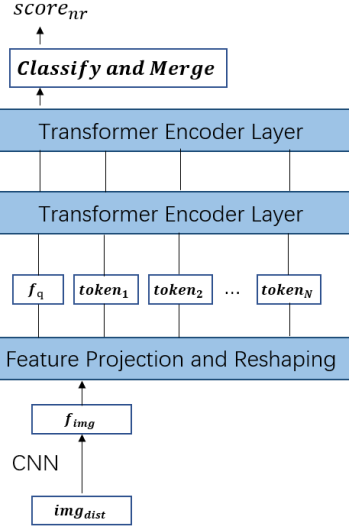 score_nr
Classify and Merge
Transformer Encoder Layer
Transformer Encoder Layer
f_q token_1 token_2 ... token_N
Feature Projection and Reshaping
f_img
CNN
img_dist